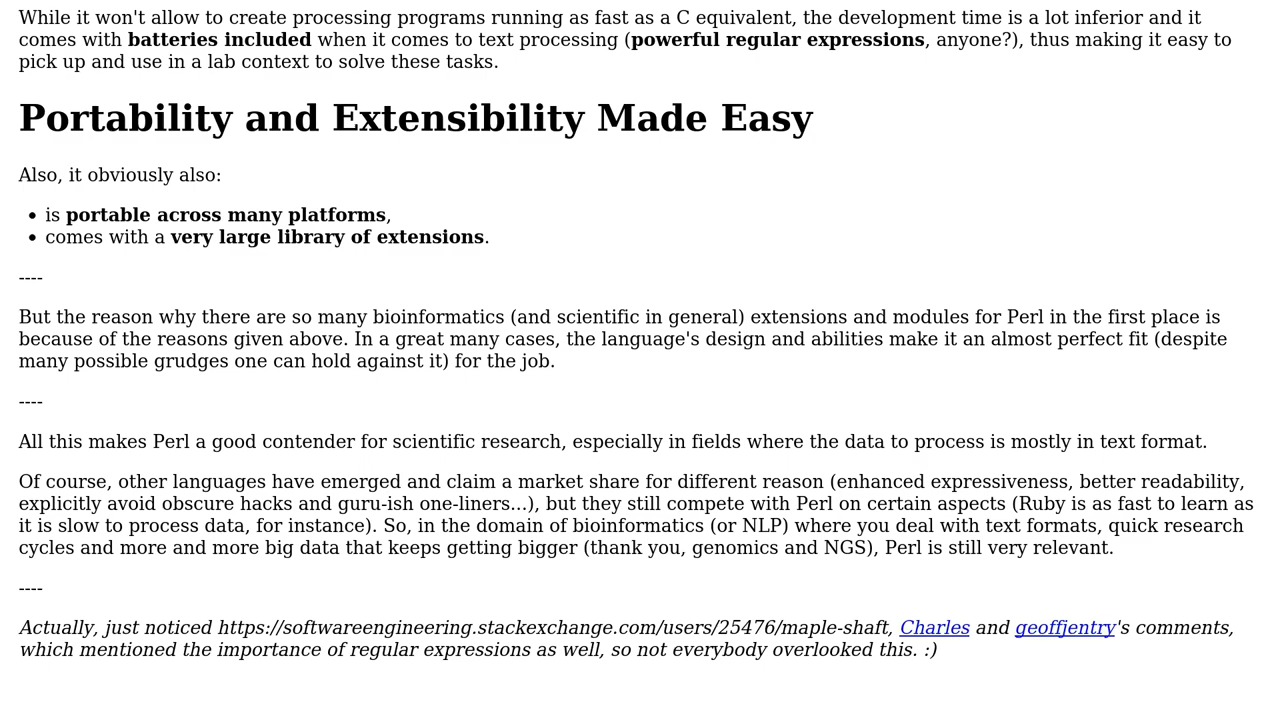 While it won't allow to create processing programs running as fast as a C equivalent, the development time is a lot inferior and it
comes with batteries included when it comes to text processing (powerful regular expressions, anyone?), thus making it easy to
pick up and use in a lab context to solve these tasks.
Portability and Extensibility Made Easy
Also, it obviously also:
• is portable across many platforms,
• comes with a very large library of extensions.
----
But the reason why there are so many bioinformatics (and scientific in general) extensions and modules for Perl in the first place is
because of the reasons given above. In a great many cases, the language's design and abilities make it an almost perfect fit (despite
many possible grudges one can hold against it) for the job.
----
All this makes Perl a good contender for scientific research, especially in fields where the data to process is mostly in text format.
Of course, other languages have emerged and claim a market share for different reason (enhanced expressiveness, better readability,
explicitly avoid obscure hacks and guru-ish one-liners...), but they still compete with Perl on certain aspects (Ruby is as fast to learn as
it is slow to process data, for instance). So, in the domain of bioinformatics (or NLP) where you deal with text formats, quick research
cycles and more and more big data that keeps getting bigger (thank you, genomics and NGS), Perl is still very relevant.
----
Actually, just noticed https://softwareengineering.stackexchange.com/users/25476/maple-shaft, Charles and geoffjentry's comments,
which mentioned the importance of regular expressions as well, so not everybody overlooked this. :)